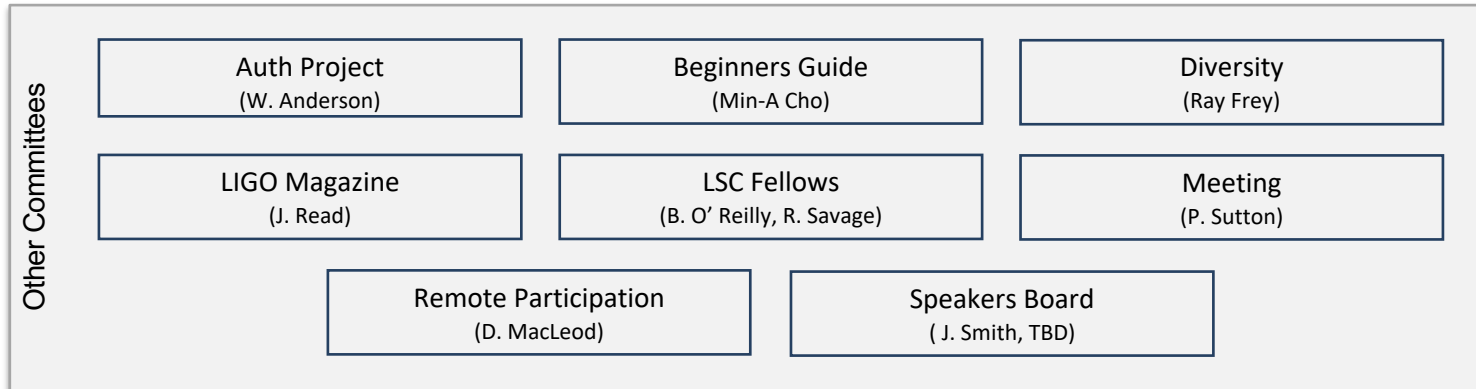 Other Committees
Auth Project
(W. Anderson)
Beginners Guide
(Min-A Cho)
Diversity
(Ray Frey)
LIGO Magazine
(J. Read)
LSC Fellows
(B. O' Reilly, R. Savage)
Meeting
(P. Sutton)
Remote Participation
(D. MacLeod)
Speakers Board
( J. Smith, TBD)